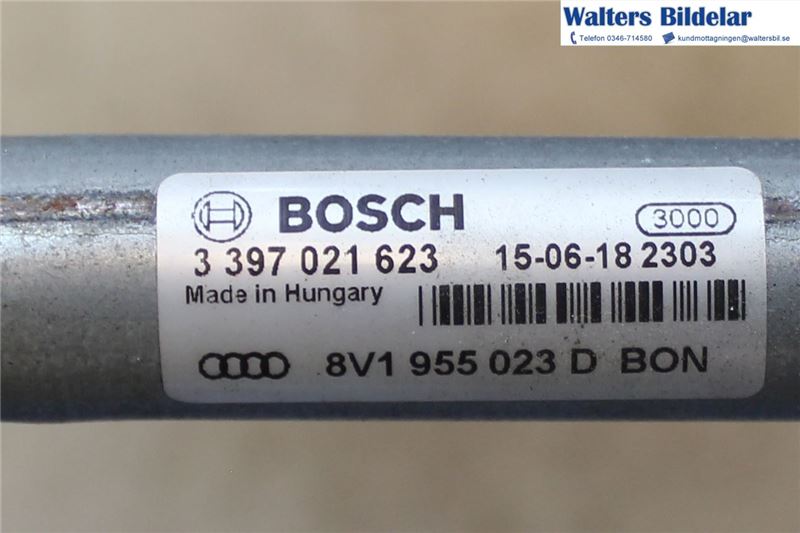 Walters Bildelar
Telefon 0346-714580 kundmottagningen@waltersbil.se
BOSCH 3000
3 397 021 623 15-06-18 2303
Made in Hungary
8V1 955 023 D BON